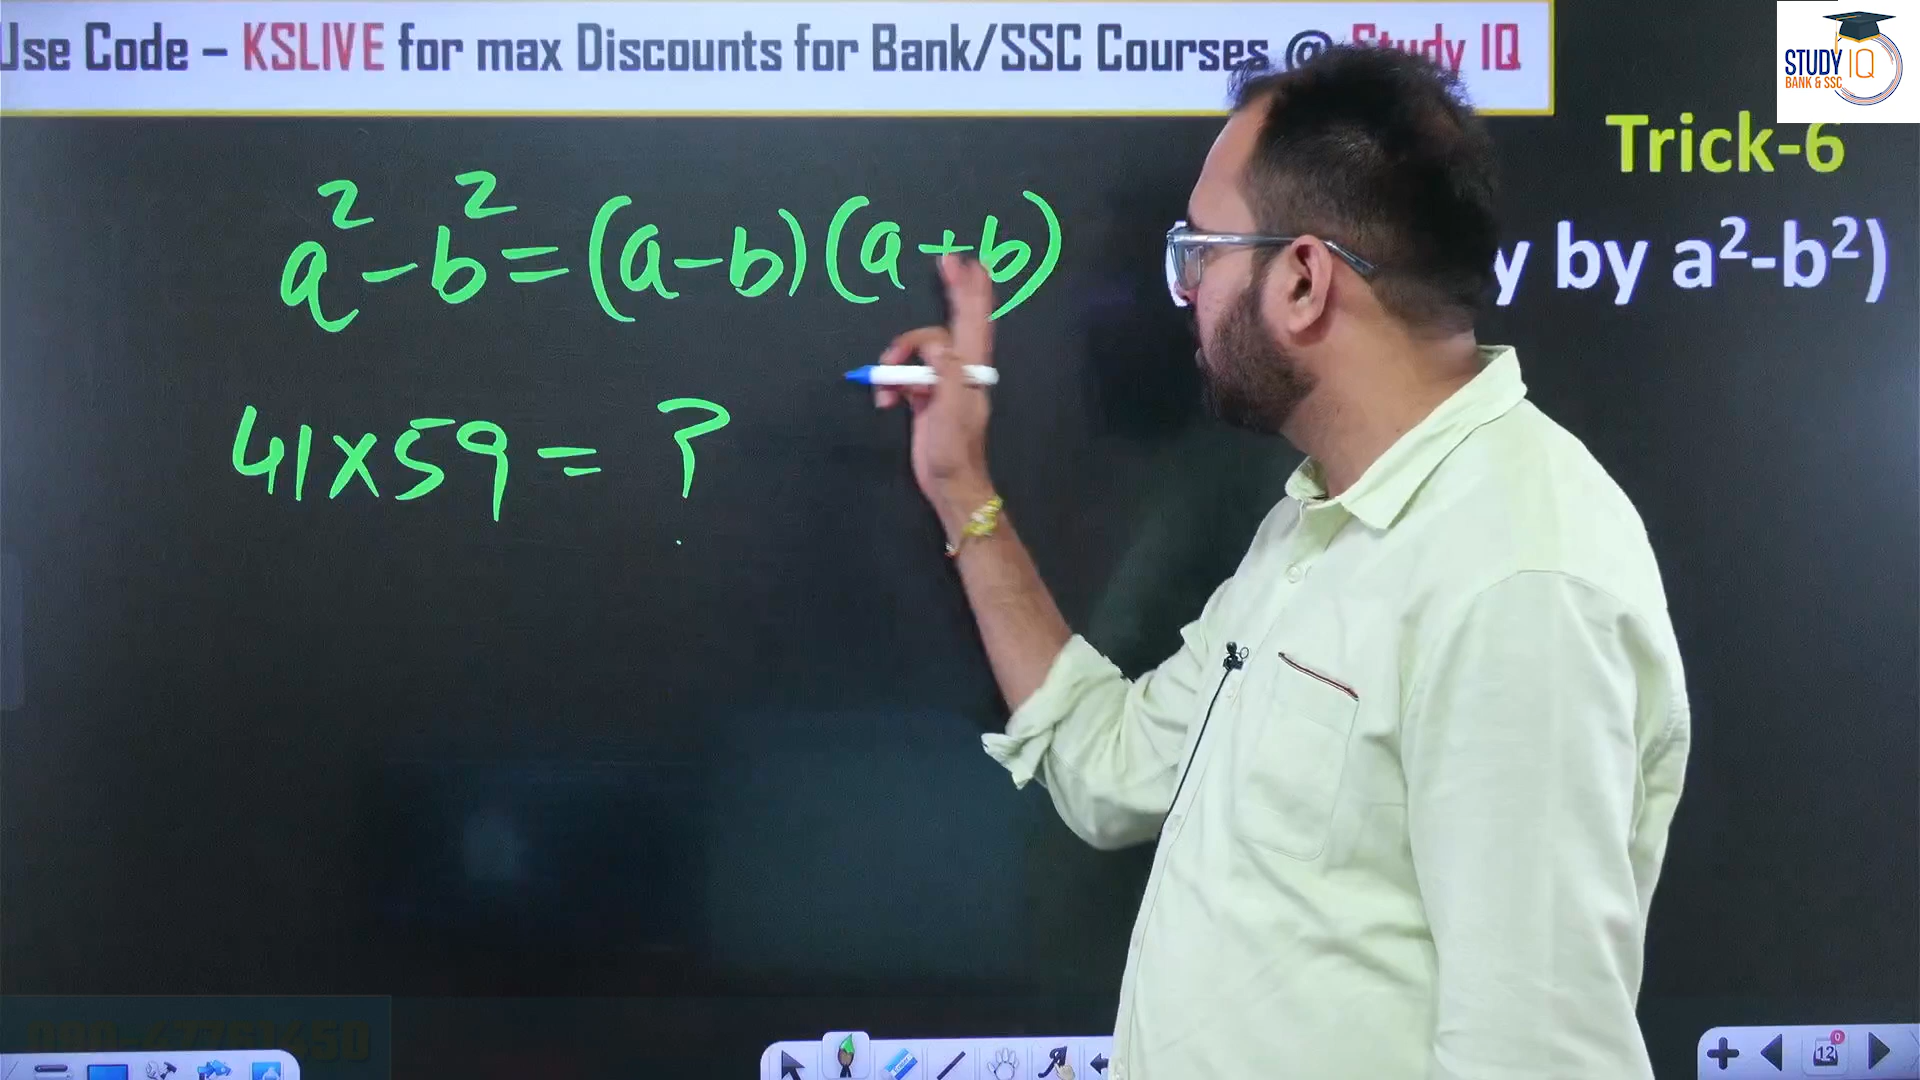 Use Code – KSLIVE for max Discounts for Bank/SSC Courses @ Study IQ
STUDY IQ
BANK & SSC
Trick-6
y by a²-b²)
a² - b² = (a-b) (a+b)
41×59 = ?
12
0